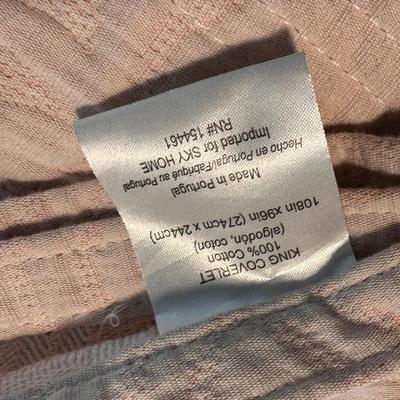 KING COVERLET
100% Cotton
(algodón, coton)
108in x96in (274cm x 244cm)
Made in Portugal
Hecho en Portugal/Fabriqué au Portugal
Imported for SKY HOME
RN# 154461